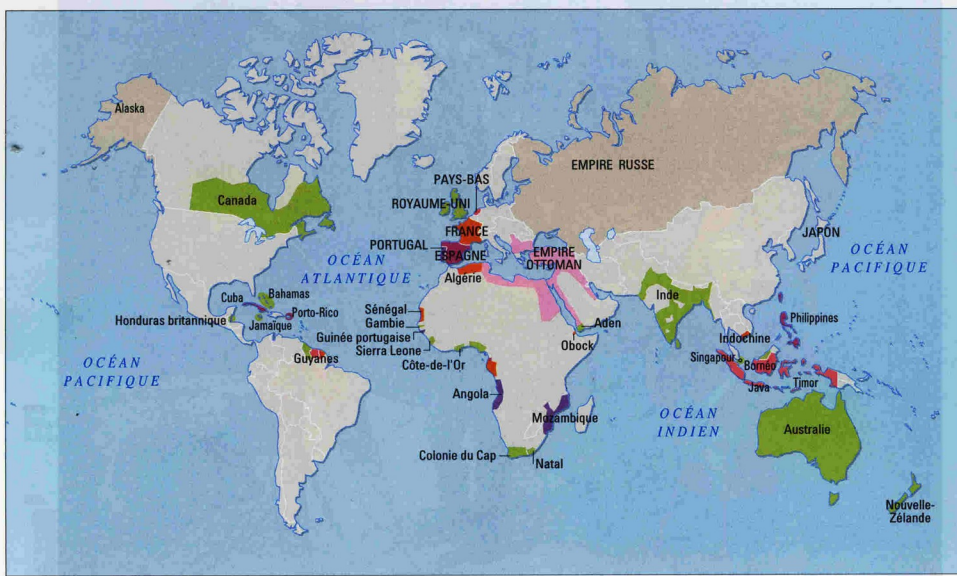 Alaska
EMPIRE RUSSE
PAYS-BAS
Canada
ROYAUME-UNI
FRANCE
JAPON
PORTUGAL
ESPAGNE
EMPIRE
OTTOMAN
OCÉAN
PACIFIQUE
OCÉAN
ATLANTIQUE
Algérie
Cuba
Bahamas
Inde
Porto-Rico
Sénégal
Honduras britannique
Jamaïque
Gambie
Aden
Philippines
Guinée portugaise
Obock
Indochine
Sierra Leone
Guyanes
Côte-de-l'Or
Singapour
Bornéo
OCÉAN
PACIFIQUE
Angola
Java
Timor
Mozambique
OCÉAN
INDIEN
Australie
Colonie du Cap
Natal
Nouvelle-
Zélande